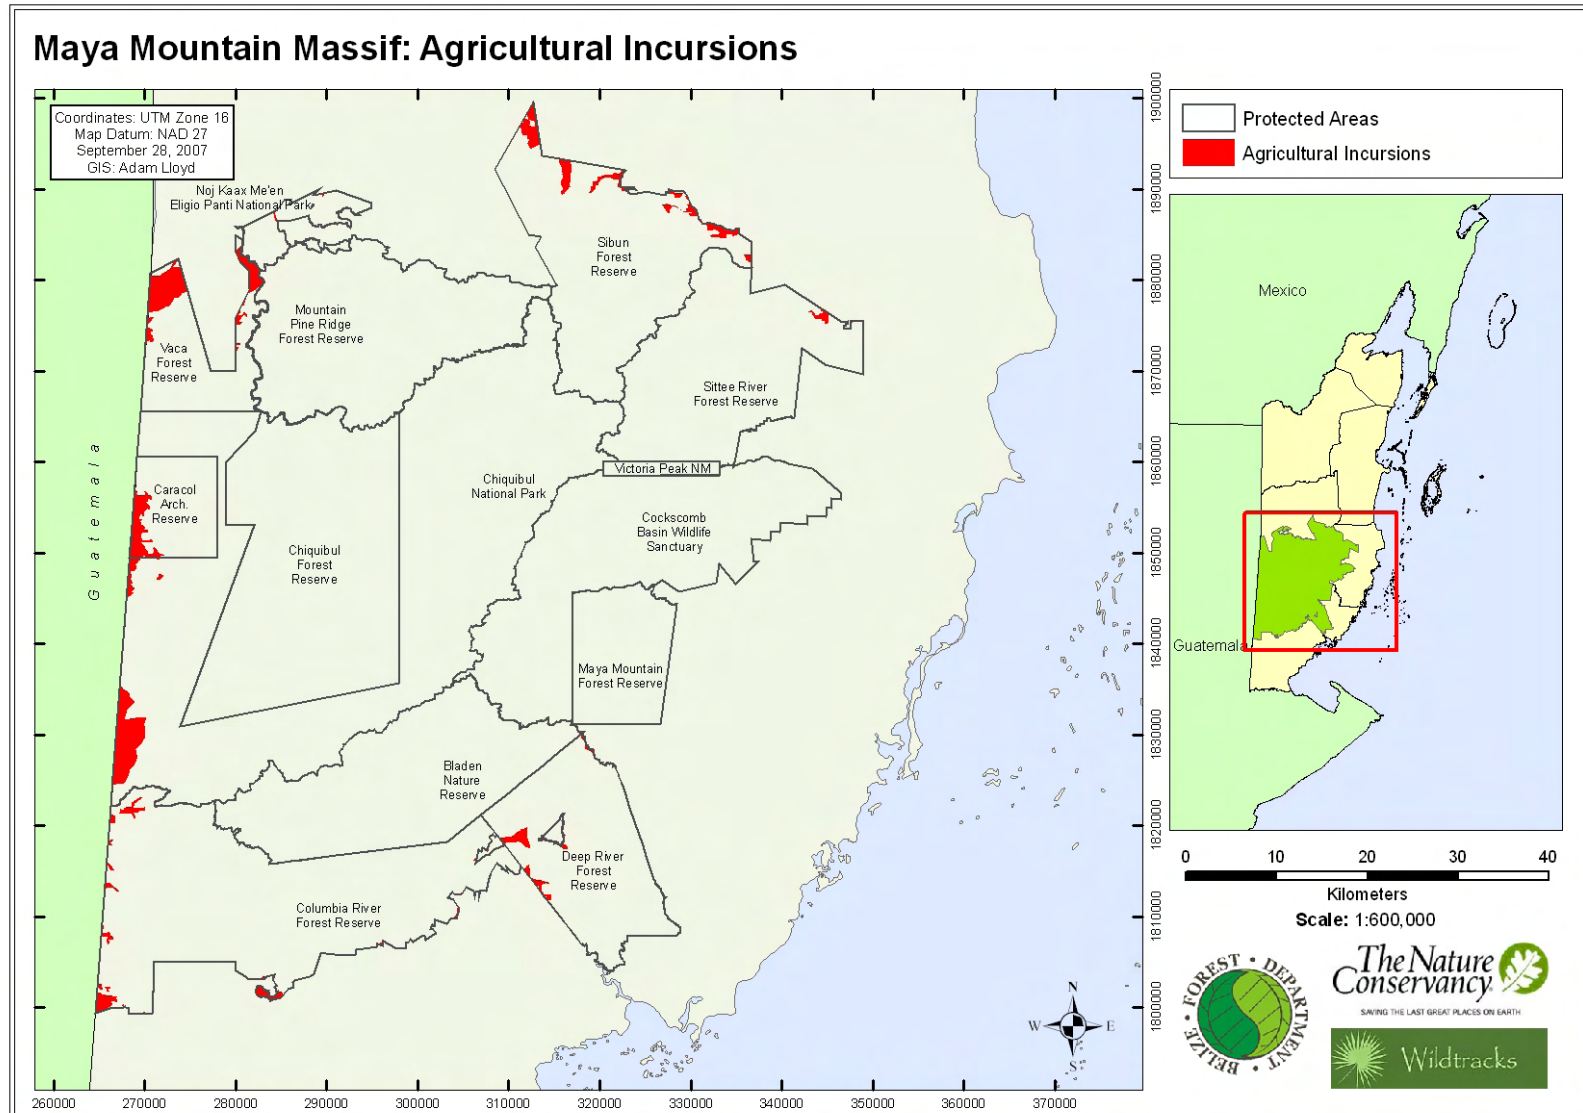 Maya Mountain Massif: Agricultural Incursions
Coordinates: UTM Zone 16
Map Datum: NAD 27
September 28, 2007
GIS: Adam Lloyd
Noj Kaax Me'en
Eligio Panti National Park
Sibun
Forest
Reserve
Mountain
Pine Ridge
Forest Reserve
Vaca
Forest
Reserve
Sittee River
Forest Reserve
Guatemala
Caracol
Arch.
Reserve
Chiquibul
National Park
Victoria Peak NM
Cockscomb
Basin Wildlife
Sanctuary
Chiquibul
Forest
Reserve
Maya Mountain
Forest Reserve
Bladen
Nature
Reserve
Deep River
Forest
Reserve
Columbia River
Forest Reserve
N
W E
S
260000 270000 280000 290000 300000 310000 320000 330000 340000 350000 360000 370000
1900000
1890000
1880000
1870000
1860000
1850000
1840000
1830000
1820000
1810000
1800000
Protected Areas
Agricultural Incursions
Mexico
Guatemala
0 10 20 30 40
Kilometers
Scale: 1:600,000
BELIZE • FOREST • DEPARTMENT •
The Nature
Conservancy
SAVING THE LAST GREAT PLACES ON EARTH
Wildtracks